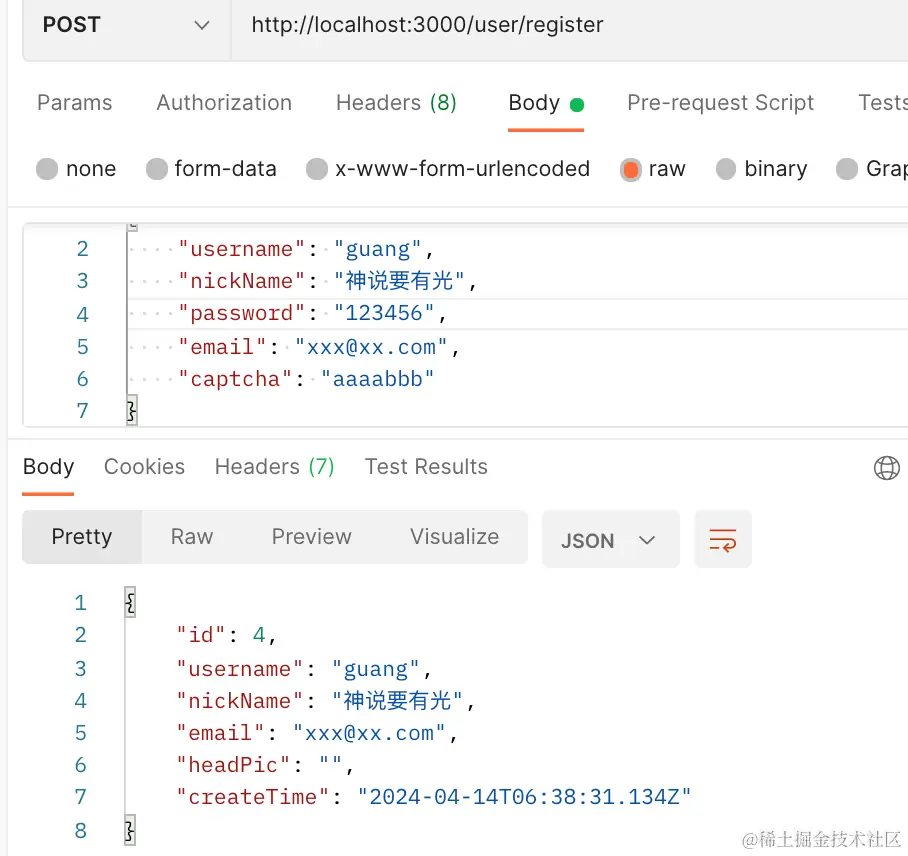 POST http://localhost:3000/user/register
Params Authorization Headers (8) Body Pre-request Script Tests
none form-data x-www-form-urlencoded raw binary
2 "username": "guang",
3 "nickName": "神说要有光",
4 "password": "123456",
5 "email": "xxx@xx.com",
6 "captcha": "aaaabbb"
7 }
Body Cookies Headers (7) Test Results
Pretty Raw Preview Visualize JSON
1 {
2 "id": 4,
3 "username": "guang",
4 "nickName": "神说要有光",
5 "email": "xxx@xx.com",
6 "headPic": "",
7 "createTime": "2024-04-14T06:38:31.134Z"
8 }
@稀土掘金技术社区